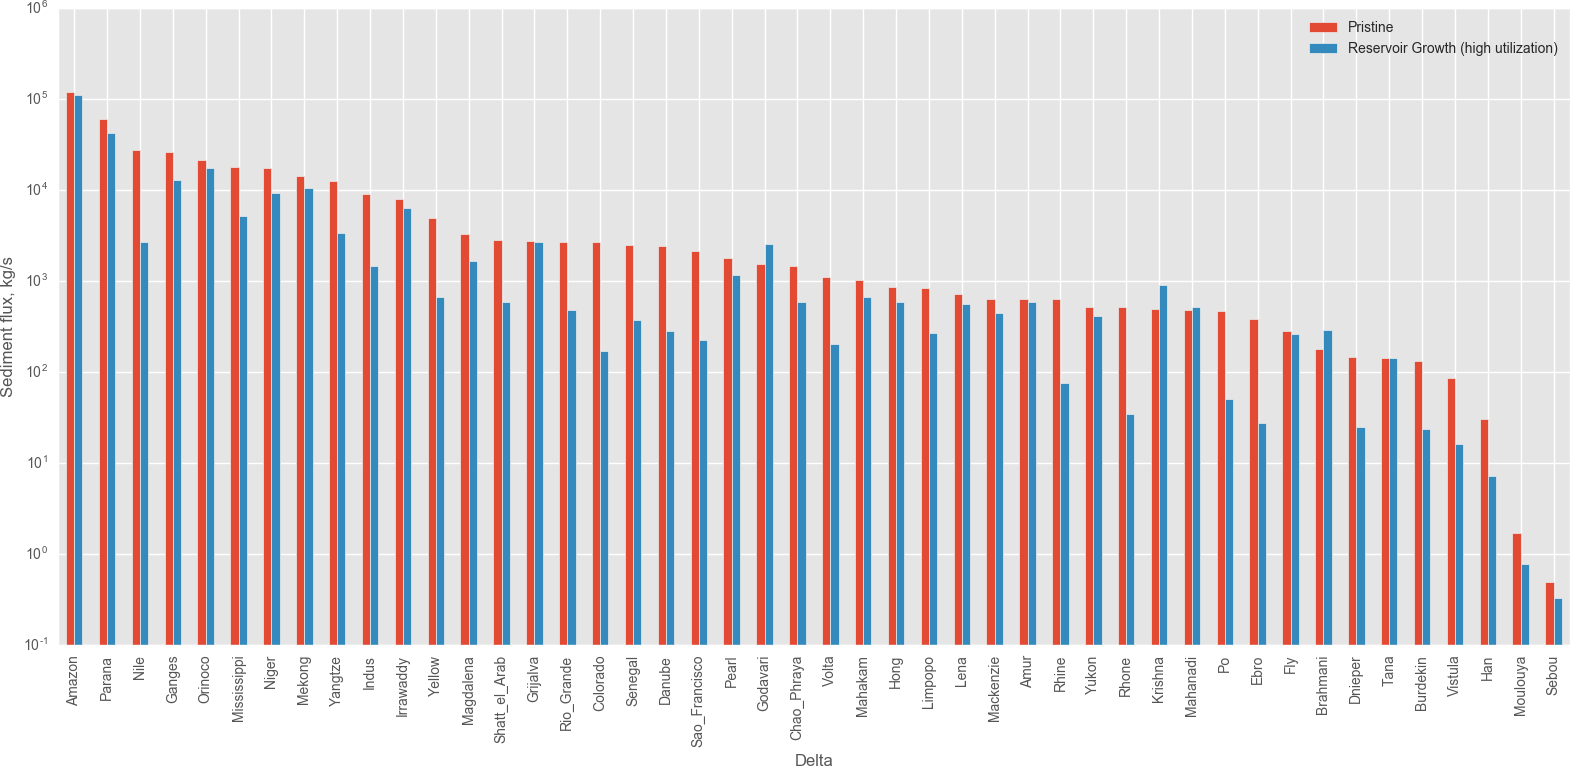 Pristine
Reservoir Growth (high utilization)
Sediment flux, kg/s
10^6
10^5
10^4
10^3
10^2
10^1
10^0
10^-1
Amazon
Parana
Nile
Ganges
Orinoco
Mississippi
Niger
Mekong
Yangtze
Indus
Irrawaddy
Yellow
Magdalena
Shatt_el_Arab
Grijalva
Rio_Grande
Colorado
Senegal
Danube
Sao_Francisco
Pearl
Godavari
Chao_Phraya
Volta
Mahakam
Hong
Limpopo
Lena
Mackenzie
Amur
Rhine
Yukon
Rhone
Krishna
Mahanadi
Po
Ebro
Fly
Brahmani
Dnieper
Tana
Burdekin
Vistula
Han
Moulouya
Sebou
Delta